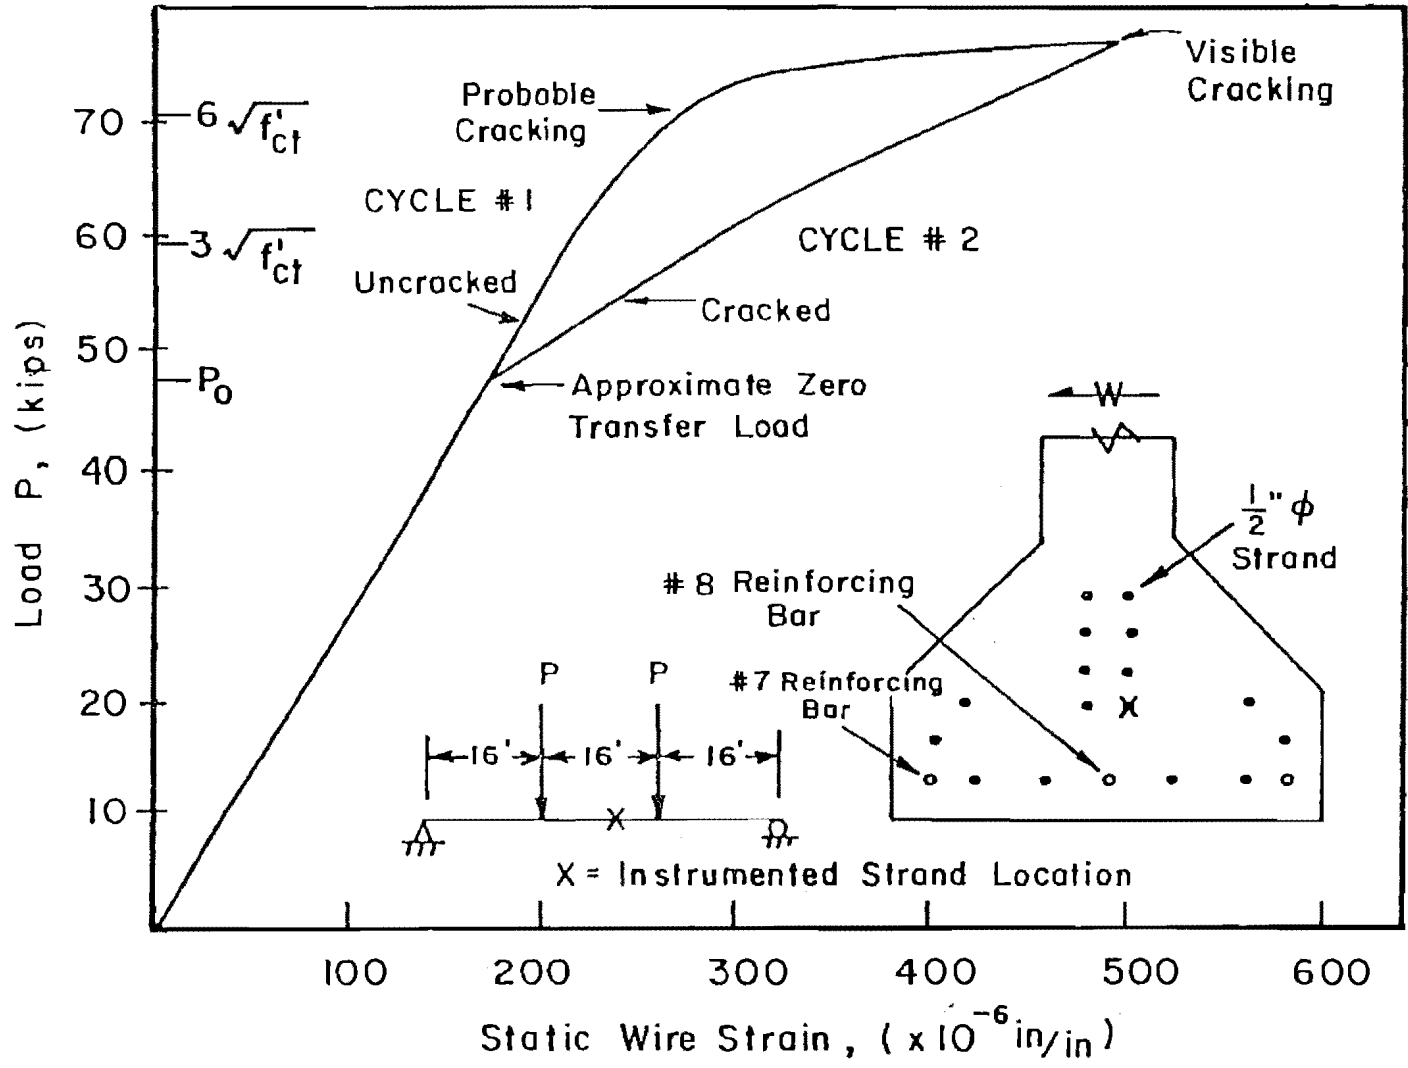 Visible
Cracking
Probable
Cracking
70
6 √f'ct
CYCLE #1
60
3 √f'ct
CYCLE # 2
Uncracked
Cracked
50
P0
Approximate Zero
Transfer Load
W
40
1/2" ϕ
Strand
30
#8 Reinforcing
Bar
P P
#7 Reinforcing
Bar
20
16' 16' 16'
10
X
X
X = Instrumented Strand Location
Load P, (kips)
100 200 300 400 500 600
Static Wire Strain, (x10⁻⁶ in/in)